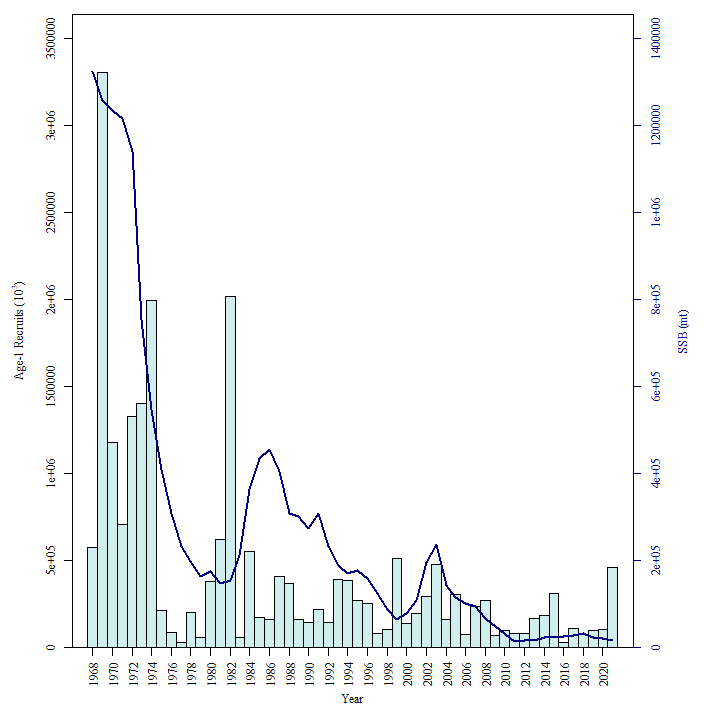 3500000
3e+06
2500000
2e+06
1500000
1e+06
5e+05
0
Age-1 Recruits (10³)
1400000
1200000
1e+06
8e+05
6e+05
4e+05
2e+05
0
SSB (mt)
1968 1970 1972 1974 1976 1978 1980 1982 1984 1986 1988 1990 1992 1994 1996 1998 2000 2002 2004 2006 2008 2010 2012 2014 2016 2018 2020
Year